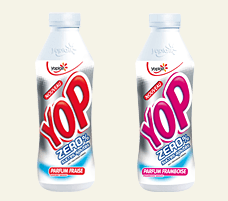 Yoplait
NOUVEAU
YOP
ZERO%
PARFUM FRAISE
Yoplait
NOUVEAU
YOP
ZERO%
PARFUM FRAMBOISE